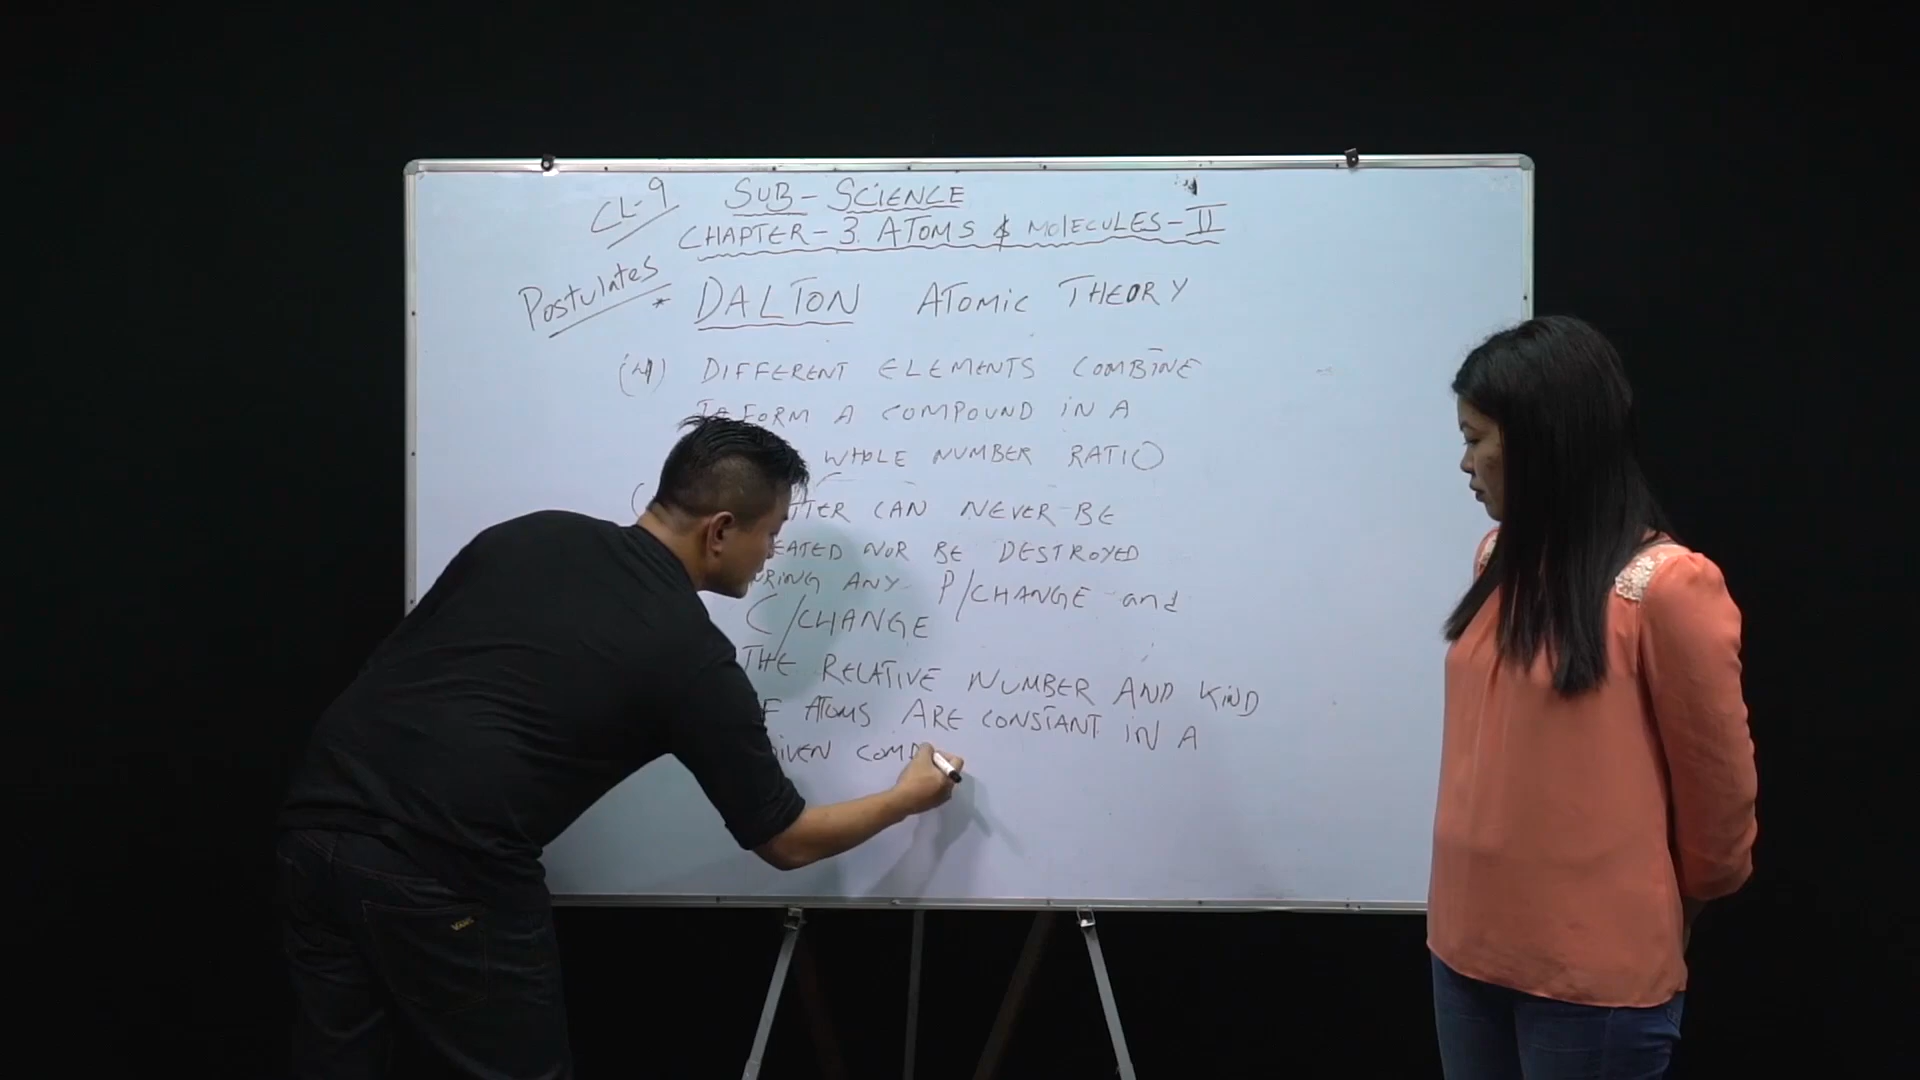 CL-9 SUB-SCIENCE
CHAPTER-3. ATOMS & MOLECULES-II
Postulates
* DALTON ATOMIC THEORY
(4) DIFFERENT ELEMENTS COMBINE
FORM A COMPOUND IN A
WHOLE NUMBER RATIO
CAN NEVER BE
NOR BE DESTROYED
ANY P/CHANGE and
C/CHANGE
THE RELATIVE NUMBER AND KIND
ATOMS ARE CONSTANT IN A
VANS